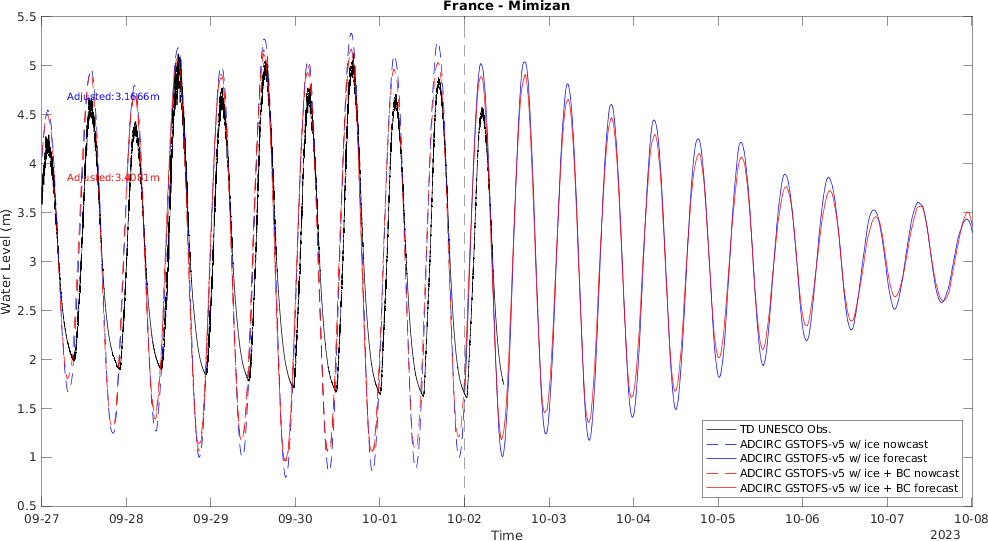 France - Mimizan
Water Level (m)
5.5
5
4.5
4
3.5
3
2.5
2
1.5
1
0.5
Adjusted:3.1666m
Adjusted:3.4081m
TD UNESCO Obs.
ADCIRC GSTOFS-v5 w/ ice nowcast
ADCIRC GSTOFS-v5 w/ ice forecast
ADCIRC GSTOFS-v5 w/ ice + BC nowcast
ADCIRC GSTOFS-v5 w/ ice + BC forecast
09-27 09-28 09-29 09-30 10-01 10-02 10-03 10-04 10-05 10-06 10-07 10-08
Time
2023